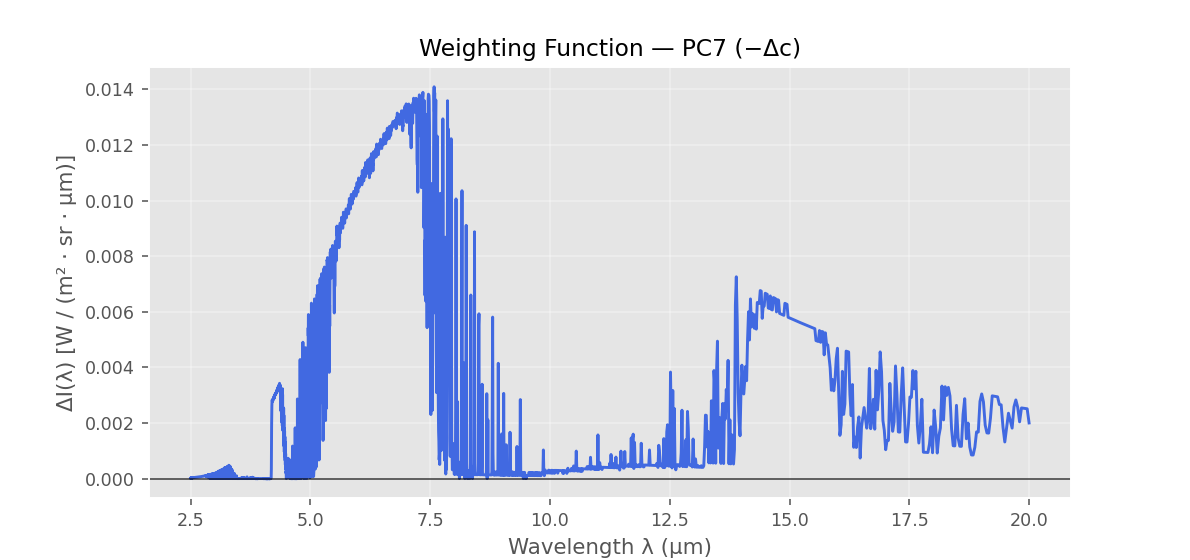 Weighting Function — PC7 (−Δc)
ΔI(λ) [W / (m² · sr · μm)]
0.014
0.012
0.010
0.008
0.006
0.004
0.002
0.000
2.5 5.0 7.5 10.0 12.5 15.0 17.5 20.0
Wavelength λ (μm)